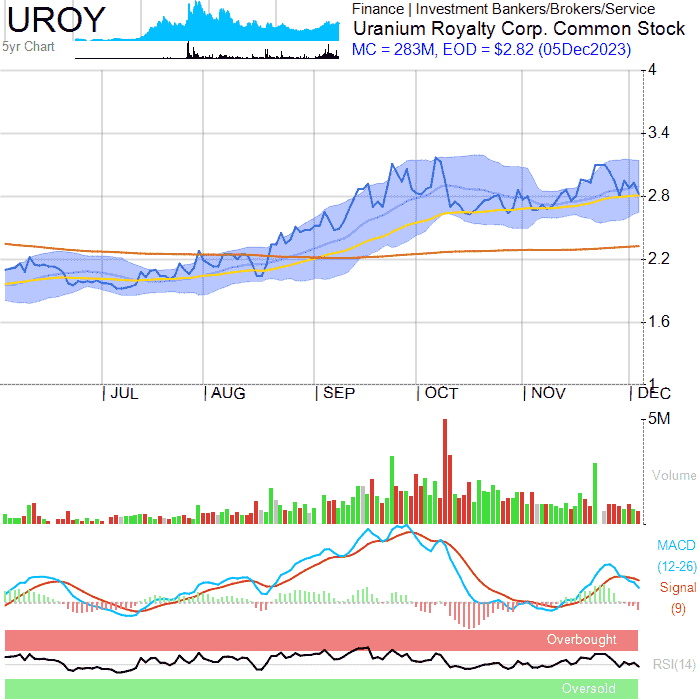 UROY
5yr Chart
Finance | Investment Bankers/Brokers/Service
Uranium Royalty Corp. Common Stock
MC = 283M, EOD = $2.82 (05Dec2023)
4
3.4
2.8
2.2
1.6
1
| JUL | AUG | SEP | OCT | NOV | DEC
5M
Volume
MACD
(12-26)
Signal
(9)
Overbought
RSI(14)
Oversold